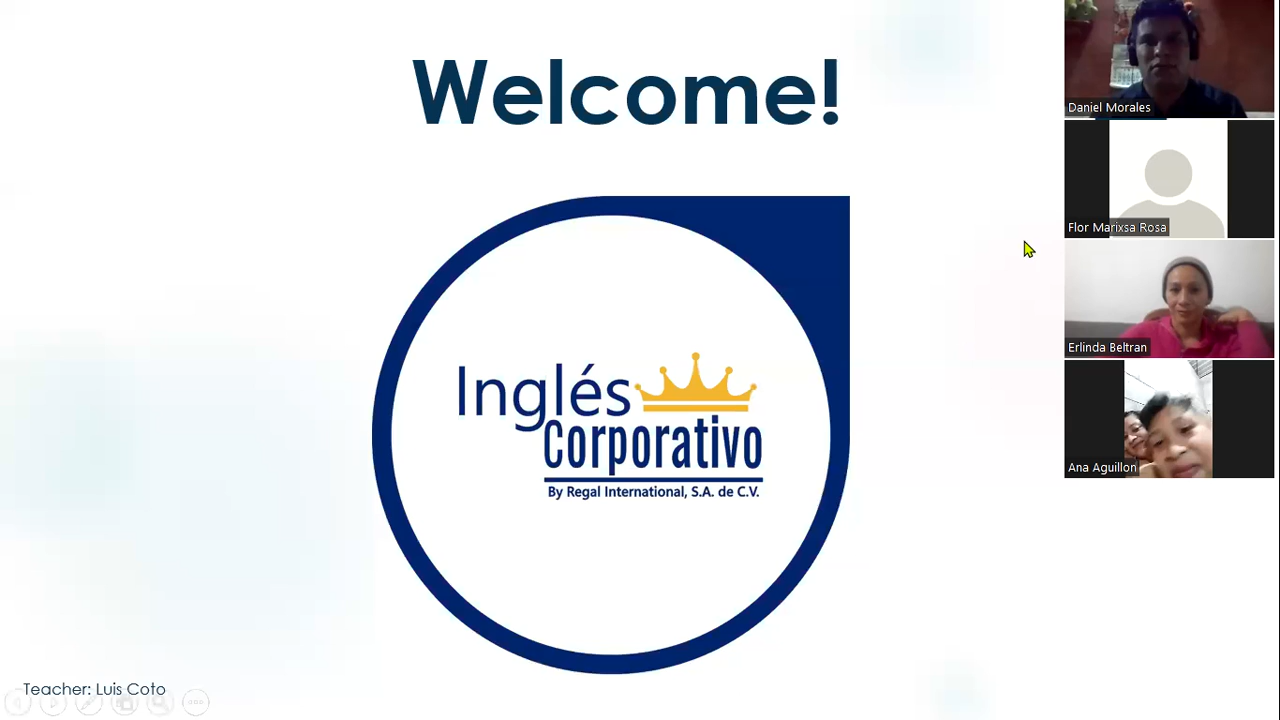 Welcome!
Inglés
Corporativo
By Regal International, S.A. de C.V.
Teacher: Luis Coto
Daniel Morales
Flor Marixsa Rosa
Erlinda Beltran
Ana Aguillon